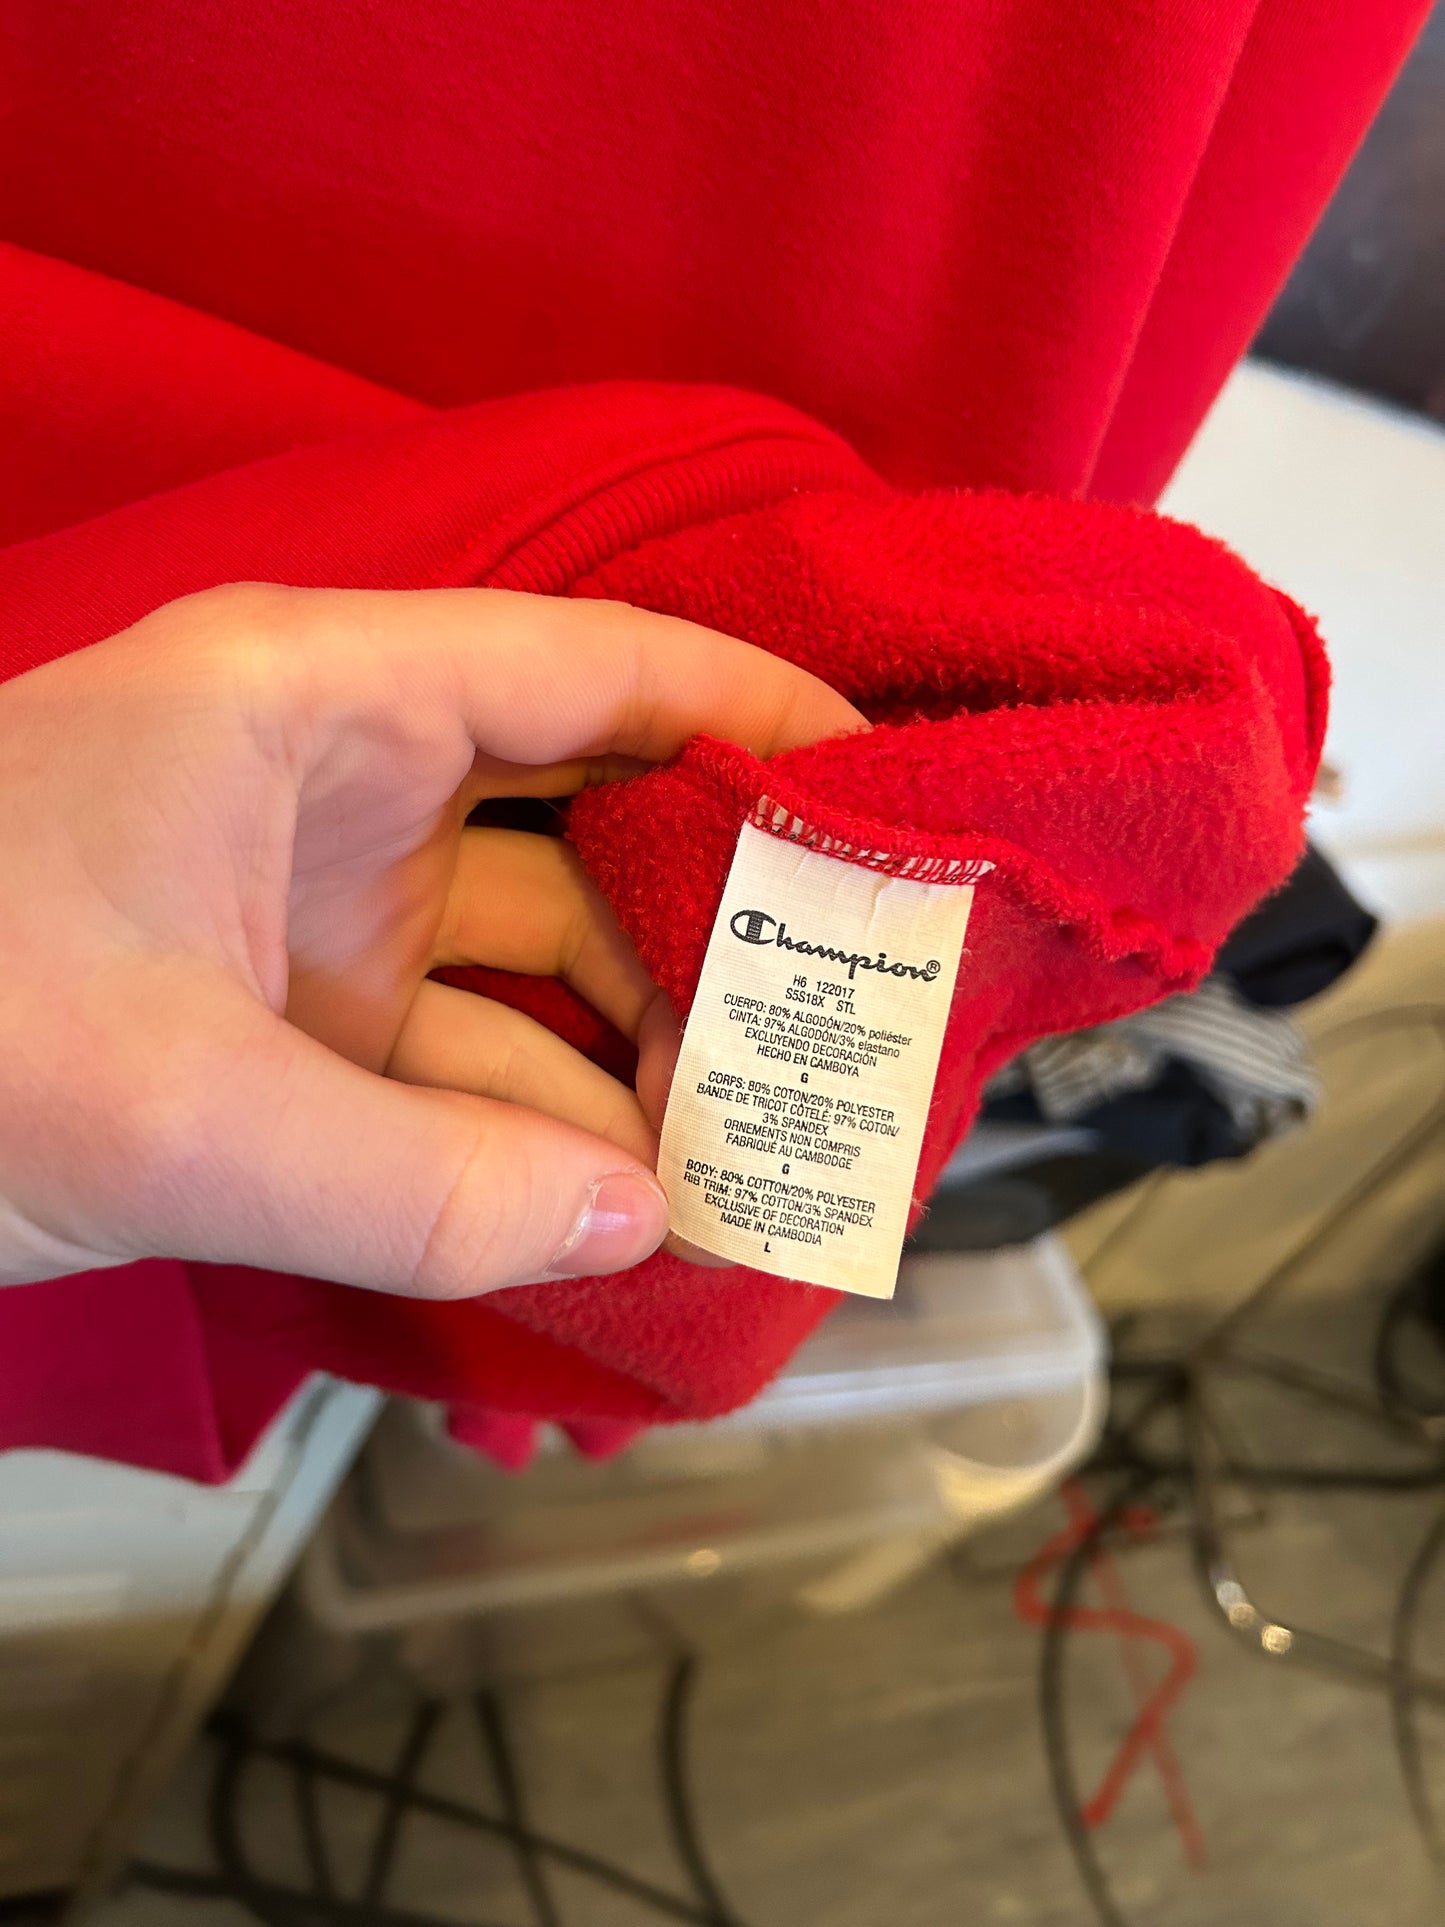 Champion®
H6 122017
S5S18X STL
CUERPO: 80% ALGODÓN/20% poliéster
CINTA: 97% ALGODÓN/3% elastano
EXCLUYENDO DECORACIÓN
HECHO EN CAMBOYA
G
CORPS: 80% COTON/20% POLYESTER
BANDE DE TRICOT CÔTELÉ: 97% COTON/
3% SPANDEX
ORNEMENTS NON COMPRIS
FABRIQUÉ AU CAMBODGE
G
BODY: 80% COTTON/20% POLYESTER
RIB TRIM: 97% COTTON/3% SPANDEX
EXCLUSIVE OF DECORATION
MADE IN CAMBODIA
L